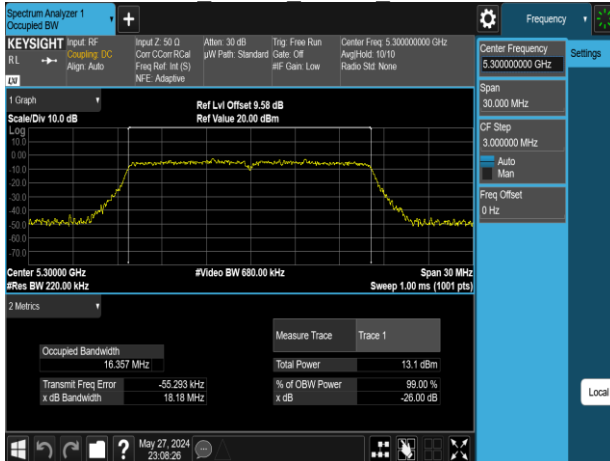 Spectrum Analyzer 1
Occupied BW
+
Frequency
KEYSIGHT
RL
LXI
Input: RF
Coupling: DC
Align: Auto
Input Z: 50 Ω
Corr CCorr RCal
Freq Ref: Int (S)
NFE: Adaptive
Atten: 30 dB
µW Path: Standard
Trig: Free Run
Gate: Off
#IF Gain: Low
Center Freq: 5.300000000 GHz
Avg|Hold: 10/10
Radio Std: None
Center Frequency
5.300000000 GHz
Settings
Span
30.000 MHz
CF Step
3.000000 MHz
Auto
Man
Freq Offset
0 Hz
Local
1 Graph
Scale/Div 10.0 dB
Ref Lvl Offset 9.58 dB
Ref Value 20.00 dBm
Log
10.0
0.00
-10.0
-20.0
-30.0
-40.0
-50.0
-60.0
-70.0
Center 5.30000 GHz
#Res BW 220.00 kHz
#Video BW 680.00 kHz
Span 30 MHz
Sweep 1.00 ms (1001 pts)
2 Metrics
Measure Trace Trace 1
Occupied Bandwidth
16.357 MHz
Total Power 13.1 dBm
Transmit Freq Error -55.293 kHz
% of OBW Power 99.00 %
x dB Bandwidth 18.18 MHz
x dB -26.00 dB
?
May 27, 2024
23:08:26